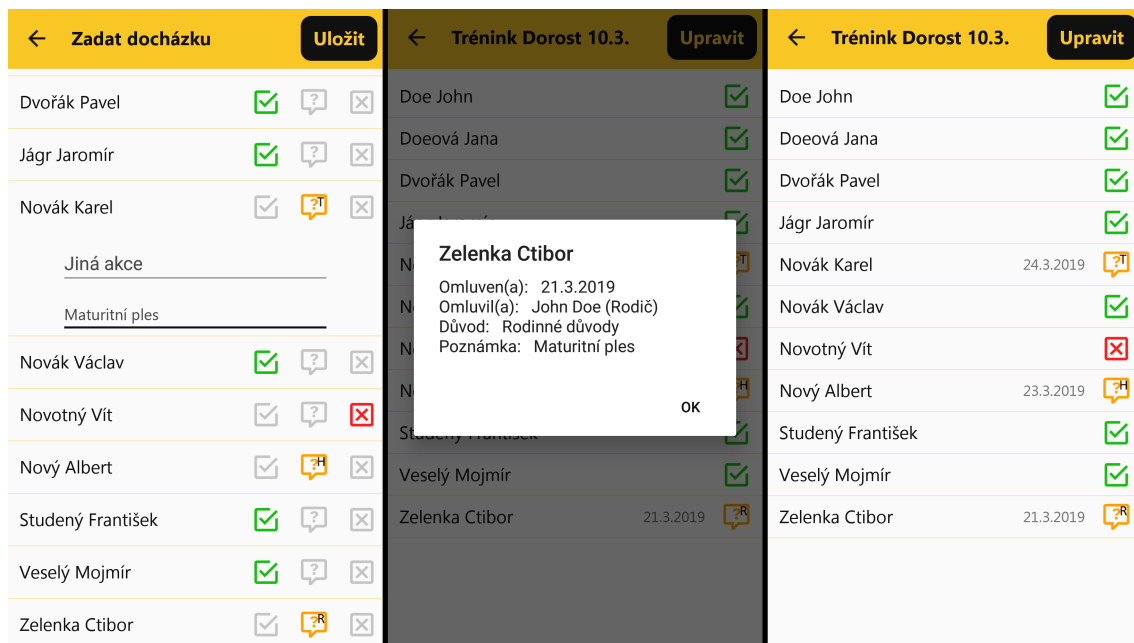 Zadat docházku Uložit
Dvořák Pavel
Jágr Jaromír
Novák Karel T
Jiná akce
Maturitní ples
Novák Václav
Novotný Vít
Nový Albert H
Studený František
Veselý Mojmír
Zelenka Ctibor R
Trénink Dorost 10.3. Upravit
Doe John
Doeová Jana
Dvořák Pavel
Jágr Jaromír
T
H
Studený František
Veselý Mojmír
Zelenka Ctibor 21.3.2019 R
Zelenka Ctibor
Omluven(a): 21.3.2019
Omluvil(a): John Doe (Rodič)
Důvod: Rodinné důvody
Poznámka: Maturitní ples
OK
Trénink Dorost 10.3. Upravit
Doe John
Doeová Jana
Dvořák Pavel
Jágr Jaromír
Novák Karel 24.3.2019 T
Novák Václav
Novotný Vít
Nový Albert 23.3.2019 H
Studený František
Veselý Mojmír
Zelenka Ctibor 21.3.2019 R